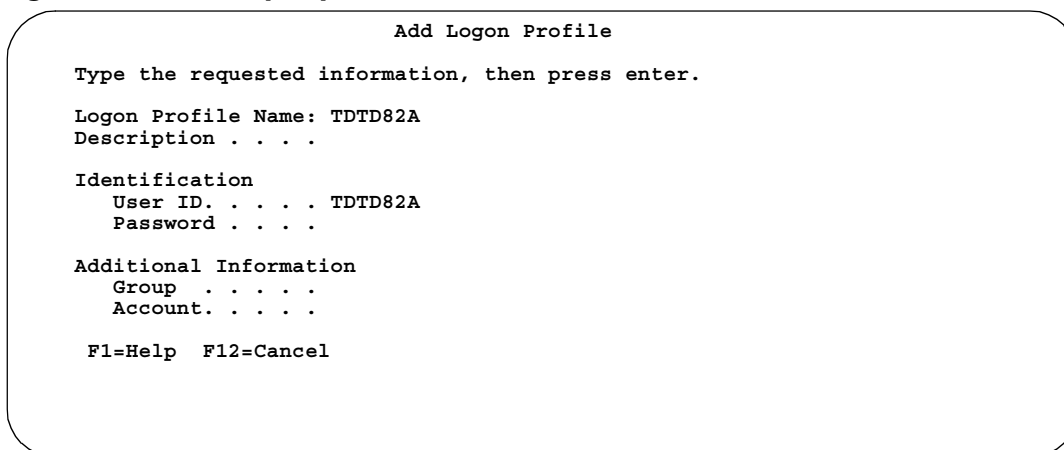 Add Logon Profile
Type the requested information, then press enter.
Logon Profile Name: TDTD82A
Description . . . .
Identification
User ID. . . . . TDTD82A
Password . . . .
Additional Information
Group . . . . .
Account. . . . .
F1=Help F12=Cancel